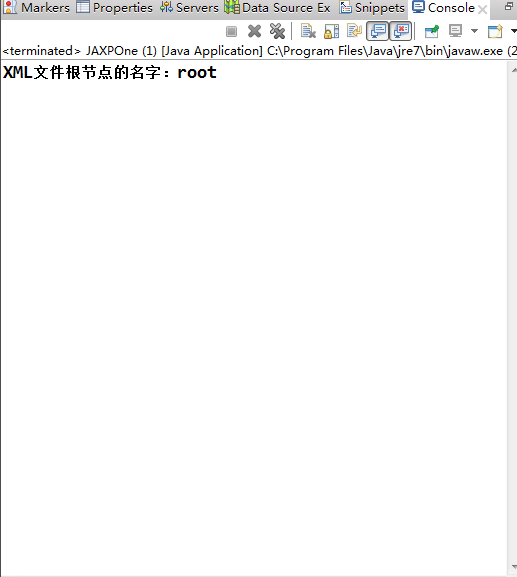 Markers Properties Servers Data Source Ex Snippets Console
<terminated> JAXPOne (1) [Java Application] C:\Program Files\Java\jre7\bin\javaw.exe (2
XML文件根节点的名字：root